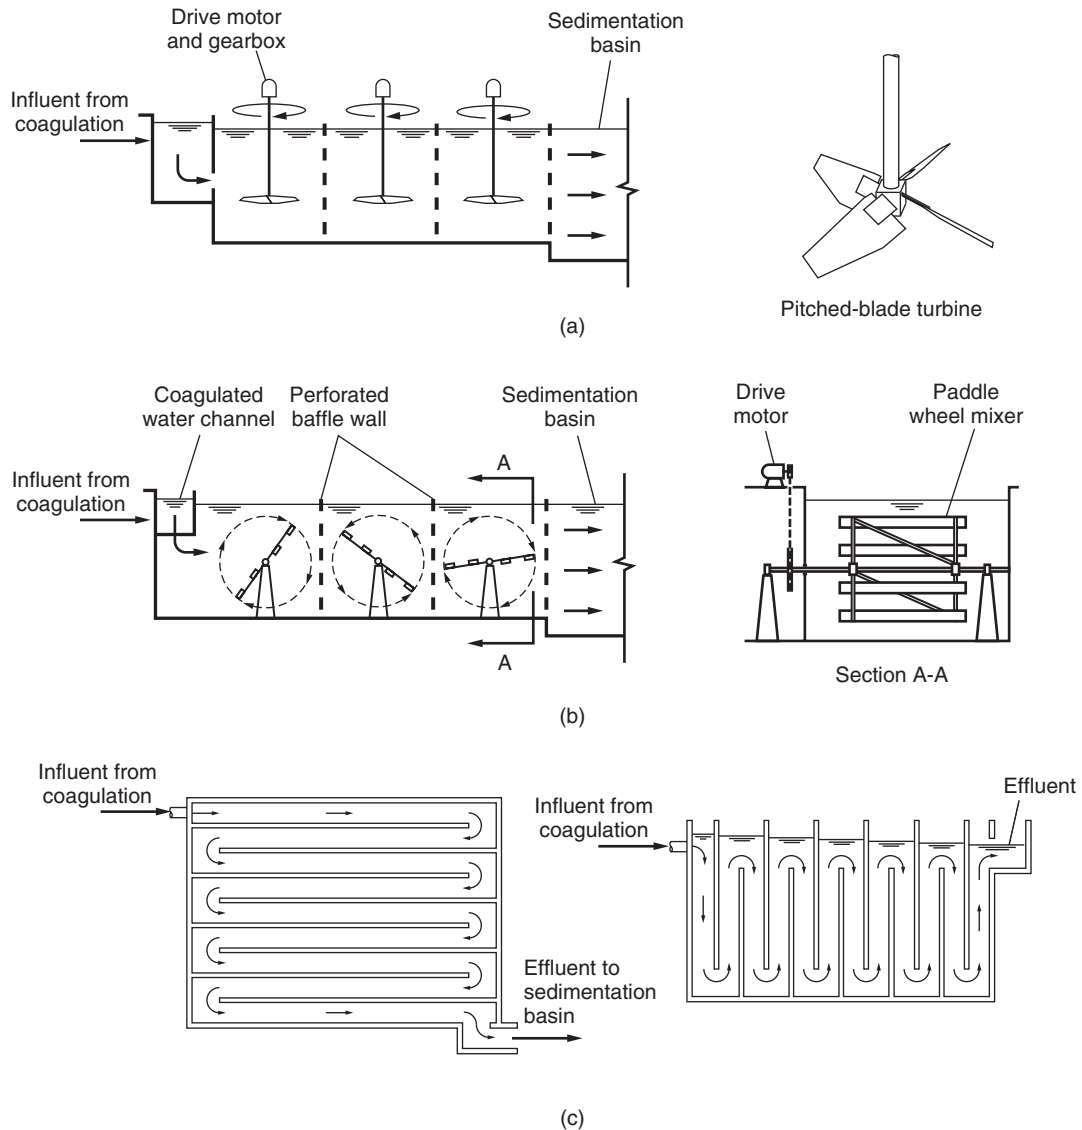 Drive motor
and gearbox
Sedimentation
basin
Influent from
coagulation
Pitched-blade turbine
(a)
Coagulated
water channel
Perforated
baffle wall
Sedimentation
basin
Drive
motor
Paddle
wheel mixer
A
Influent from
coagulation
A
Section A-A
(b)
Influent from
coagulation
Influent from
coagulation
Effluent
Effluent to
sedimentation
basin
(c)